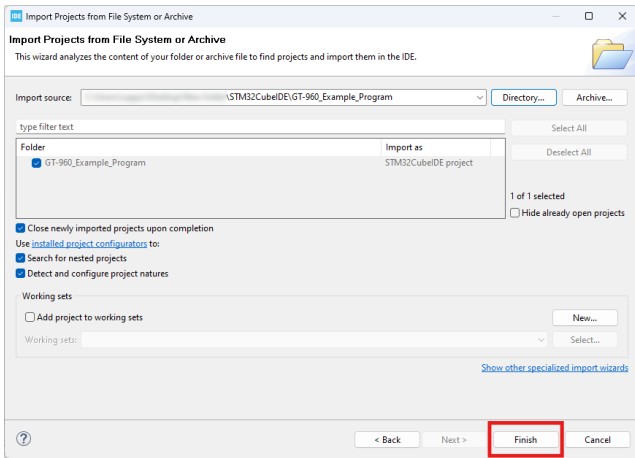 IDE Import Projects from File System or Archive
Import Projects from File System or Archive
This wizard analyzes the content of your folder or archive file to find projects and import them in the IDE.
Import source: \STM32CubeIDE\GT-960_Example_Program Directory... Archive...
type filter text Select All
Folder Import as Deselect All
GT-960_Example_Program STM32CubeIDE project
1 of 1 selected
Hide already open projects
Close newly imported projects upon completion
Use installed project configurators to:
Search for nested projects
Detect and configure project natures
Working sets
Add project to working sets New...
Working sets: Select...
Show other specialized import wizards
? < Back Next > Finish Cancel